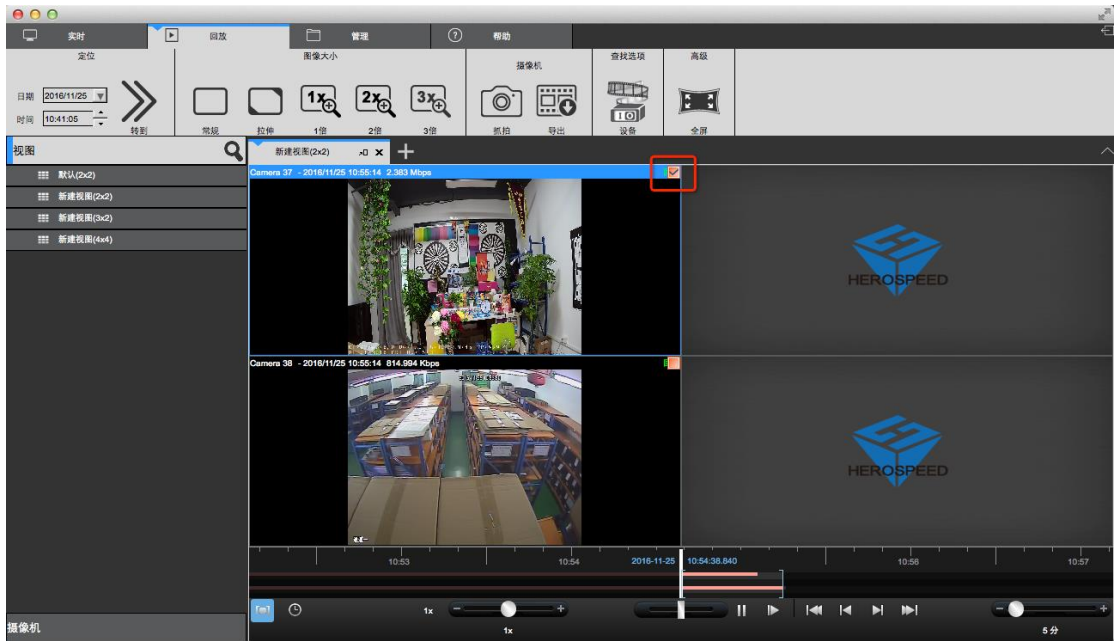 实时
回放
管理
? 帮助
定位
图像大小
摄像机
查找选项
高级
日期 2016/11/25
时间 10:41:05
转到
常规
拉伸
1x
1倍
2x
2倍
3x
3倍
抓拍
导出
设备
全屏
视图
默认(2x2)
新建视图(2x2)
新建视图(3x2)
新建视图(4x4)
摄像机
新建视图(2x2)
Camera 37 - 2016/11/25 10:55:14 2.383 Mbps
HEROSPEED
Camera 38 - 2016/11/25 10:55:14 814.994 Kbps
HEROSPEED
10:53
10:54
2016-11-25 10:54:38.840
10:56
10:57
1x
1x
5 分